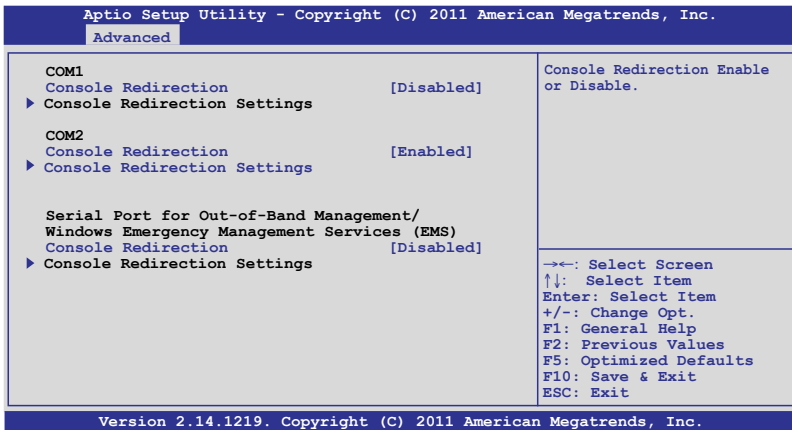 Aptio Setup Utility - Copyright (C) 2011 American Megatrends, Inc.
Advanced
COM1
Console Redirection [Disabled]
Console Redirection Settings
COM2
Console Redirection [Enabled]
Console Redirection Settings
Serial Port for Out-of-Band Management/
Windows Emergency Management Services (EMS)
Console Redirection [Disabled]
Console Redirection Settings
Console Redirection Enable
or Disable.
→←: Select Screen
↑↓: Select Item
Enter: Select Item
+/-: Change Opt.
F1: General Help
F2: Previous Values
F5: Optimized Defaults
F10: Save & Exit
ESC: Exit
Version 2.14.1219. Copyright (C) 2011 American Megatrends, Inc.